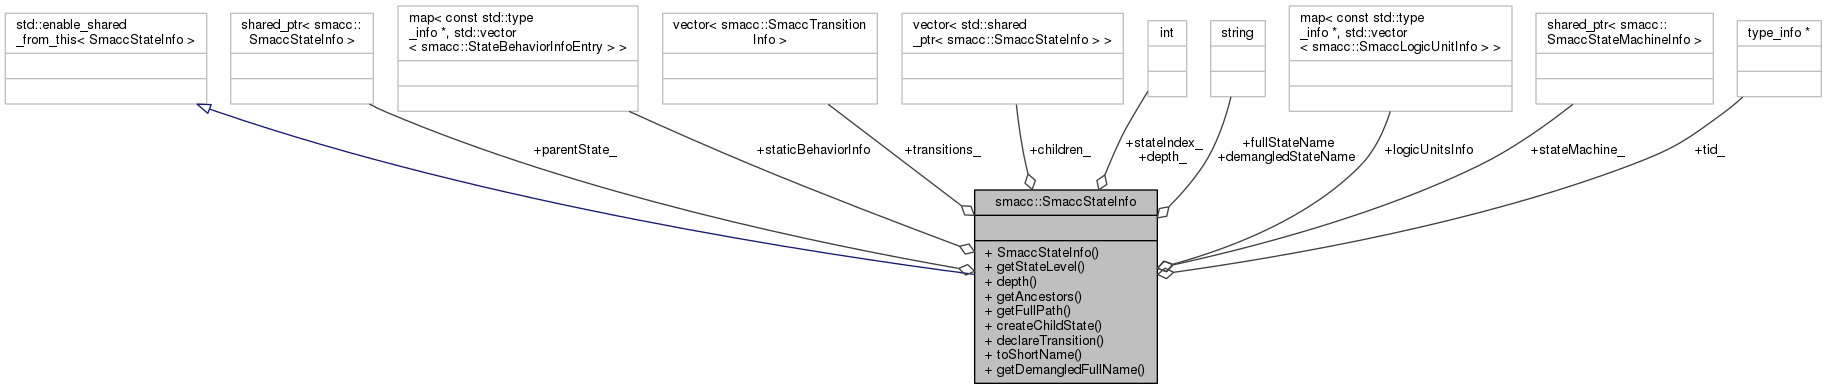 std::enable_shared
_from_this< SmaccStateInfo >
shared_ptr< smacc::
SmaccStateInfo >
map< const std::type
_info *, std::vector
< smacc::StateBehaviorInfoEntry > >
vector< smacc::SmaccTransition
Info >
vector< std::shared
_ptr< smacc::SmaccStateInfo > >
int
string
map< const std::type
_info *, std::vector
< smacc::SmaccLogicUnitInfo > >
shared_ptr< smacc::
SmaccStateMachineInfo >
type_info *
+parentState_
+staticBehaviorInfo
+transitions_
+children_
+stateIndex_
+depth_
+fullStateName
+demangledStateName
+logicUnitsInfo
+stateMachine_
+tid_
smacc::SmaccStateInfo
+ SmaccStateInfo()
+ getStateLevel()
+ depth()
+ getAncestors()
+ getFullPath()
+ createChildState()
+ declareTransition()
+ toShortName()
+ getDemangledFullName()